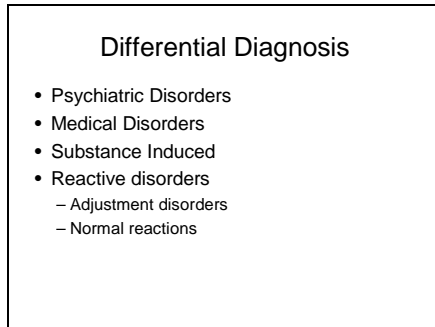 Differential Diagnosis
• Psychiatric Disorders
• Medical Disorders
• Substance Induced
• Reactive disorders
– Adjustment disorders
– Normal reactions